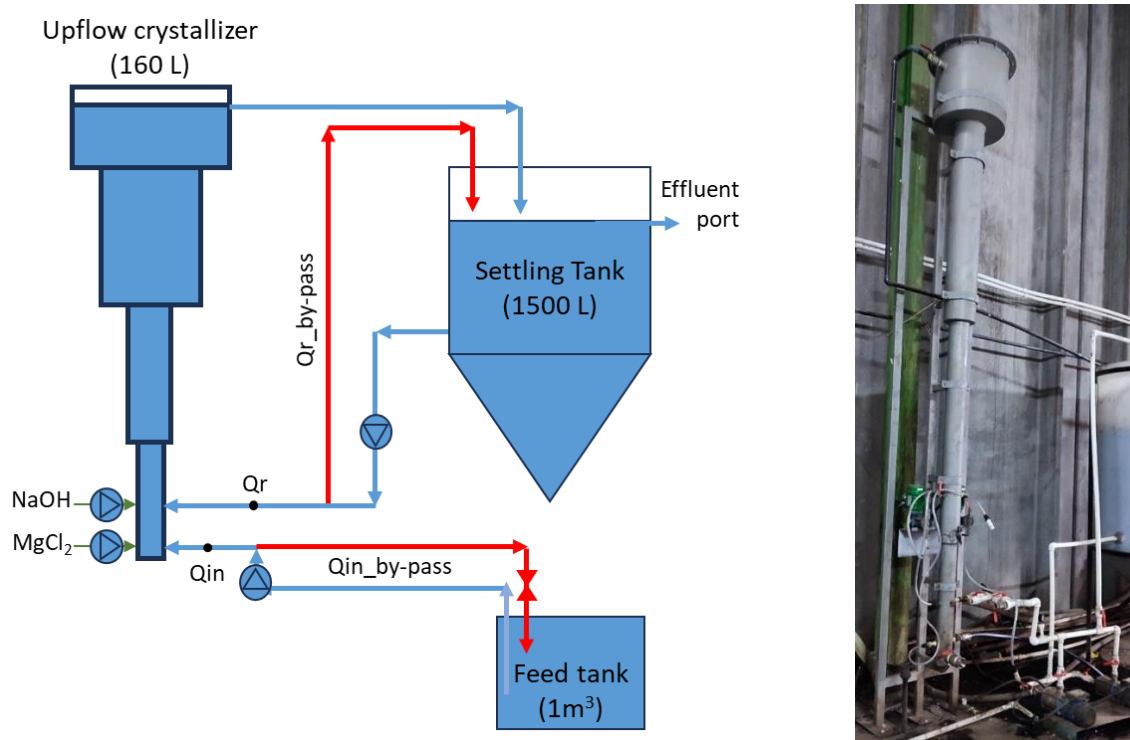 Upflow crystallizer
(160 L)
Effluent
port
Settling Tank
(1500 L)
Qr_by-pass
NaOH
Qr
MgCl₂
Qin
Qin_by-pass
Feed tank
(1m³)